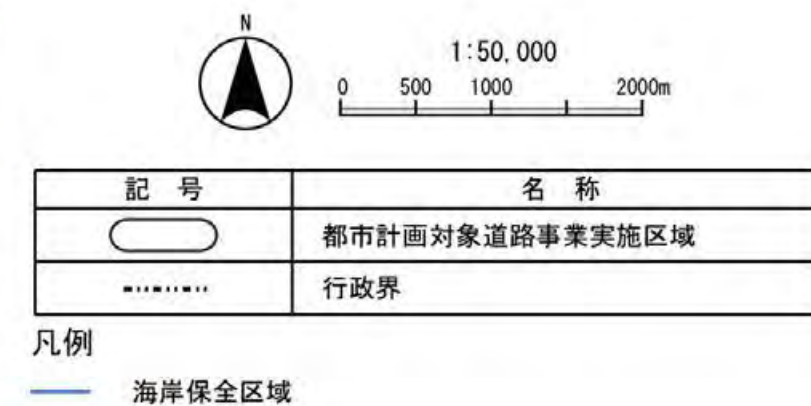 N
1:50,000
0 500 1000 2000m
記 号 名 称
都市計画対象道路事業実施区域
行政界
凡例
海岸保全区域